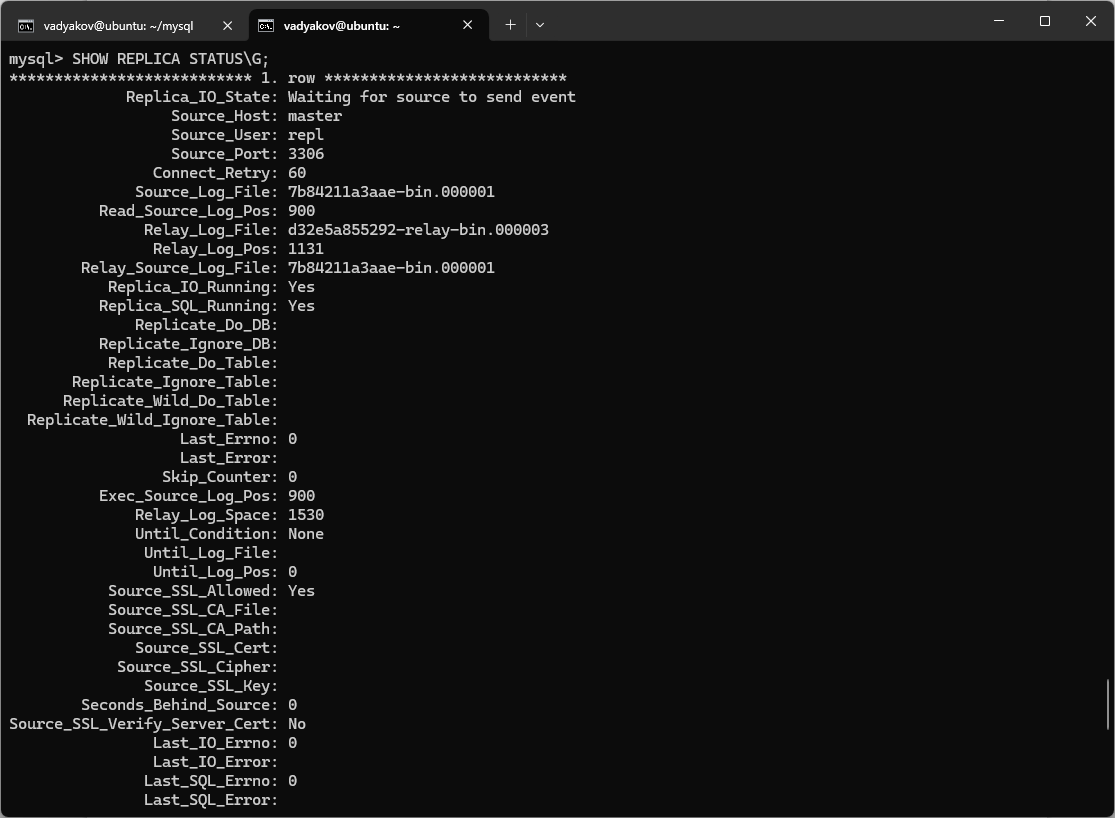 vadyakov@ubuntu: ~/mysql
vadyakov@ubuntu: ~
mysql> SHOW REPLICA STATUS\G;
*************************** 1. row ***************************
Replica_IO_State: Waiting for source to send event
Source_Host: master
Source_User: repl
Source_Port: 3306
Connect_Retry: 60
Source_Log_File: 7b84211a3aae-bin.000001
Read_Source_Log_Pos: 900
Relay_Log_File: d32e5a855292-relay-bin.000003
Relay_Log_Pos: 1131
Relay_Source_Log_File: 7b84211a3aae-bin.000001
Replica_IO_Running: Yes
Replica_SQL_Running: Yes
Replicate_Do_DB:
Replicate_Ignore_DB:
Replicate_Do_Table:
Replicate_Ignore_Table:
Replicate_Wild_Do_Table:
Replicate_Wild_Ignore_Table:
Last_Errno: 0
Last_Error:
Skip_Counter: 0
Exec_Source_Log_Pos: 900
Relay_Log_Space: 1530
Until_Condition: None
Until_Log_File:
Until_Log_Pos: 0
Source_SSL_Allowed: Yes
Source_SSL_CA_File:
Source_SSL_CA_Path:
Source_SSL_Cert:
Source_SSL_Cipher:
Source_SSL_Key:
Seconds_Behind_Source: 0
Source_SSL_Verify_Server_Cert: No
Last_IO_Errno: 0
Last_IO_Error:
Last_SQL_Errno: 0
Last_SQL_Error: